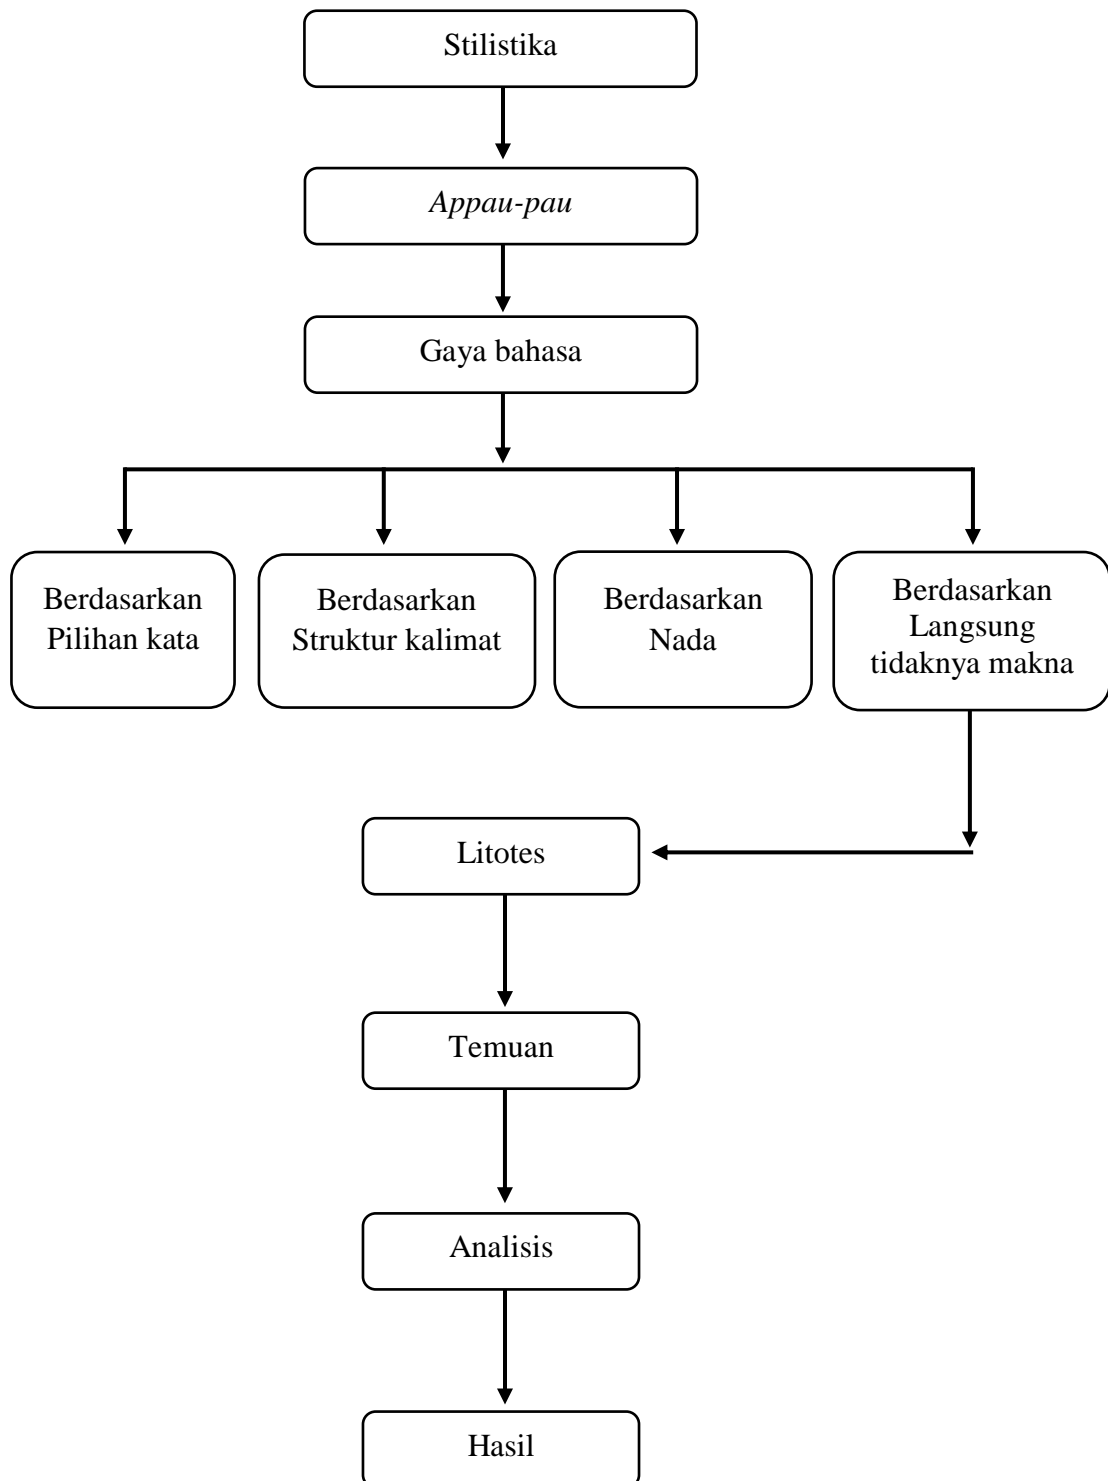 Stilistika
Appau-pau
Gaya bahasa
Berdasarkan
Pilihan kata
Berdasarkan
Struktur kalimat
Berdasarkan
Nada
Berdasarkan
Langsung
tidaknya makna
Litotes
Temuan
Analisis
Hasil